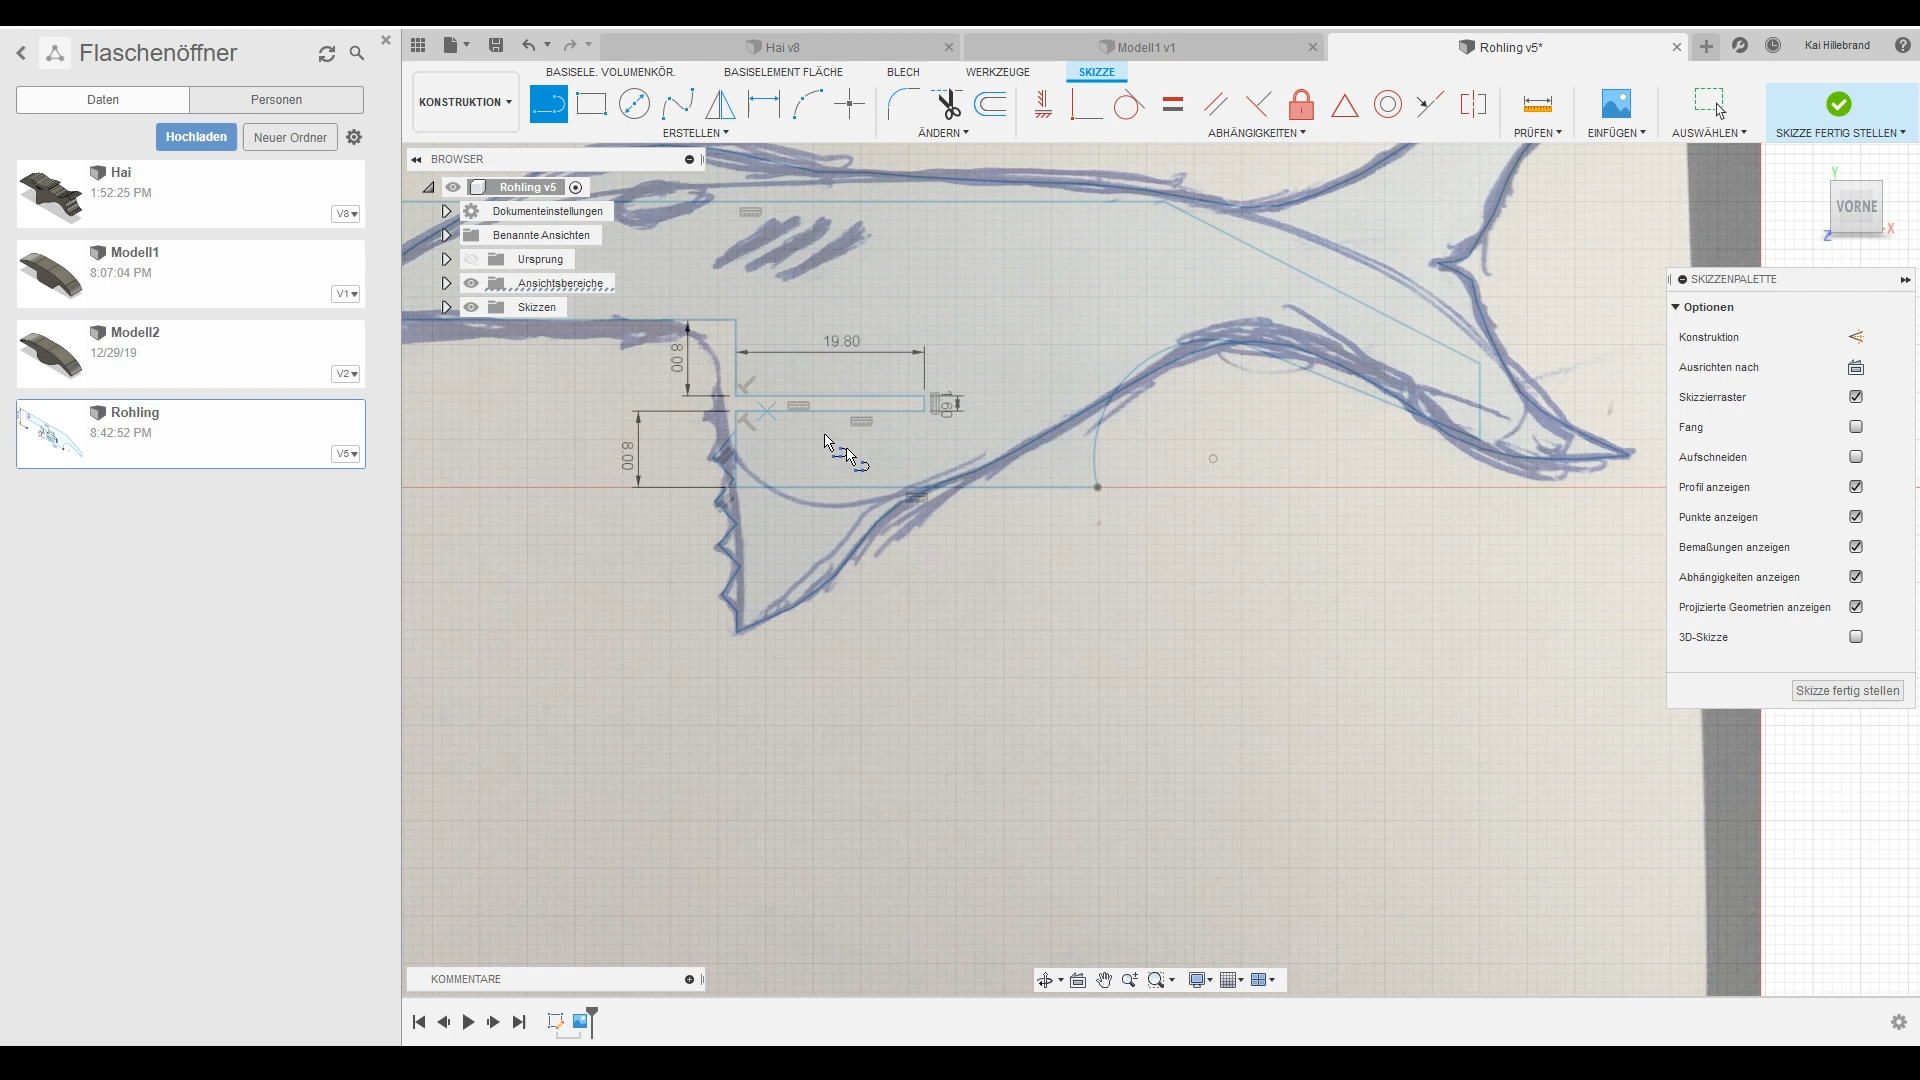 Flaschenöffner
Daten
Personen
Hochladen
Neuer Ordner
Hai
1:52:25 PM
V8
Modell1
8:07:04 PM
V1
Modell2
12/29/19
V2
Rohling
8:42:52 PM
V5
Hai v8
Modell1 v1
Rohling v5*
Kai Hillebrand
BASISELE. VOLUMENKÖR.
BASISELEMENT FLÄCHE
BLECH
WERKZEUGE
SKIZZE
KONSTRUKTION
ERSTELLEN
ÄNDERN
ABHÄNGIGKEITEN
PRÜFEN
EINFÜGEN
AUSWÄHLEN
SKIZZE FERTIG STELLEN
BROWSER
Rohling v5
Dokumenteinstellungen
Benannte Ansichten
Ursprung
Ansichtsbereiche
Skizzen
19.80
8.00
1.60
8.00
Y
VORNE
X
Z
SKIZZENPALETTE
Optionen
Konstruktion
Ausrichten nach
Skizzierraster
Fang
Aufschneiden
Profil anzeigen
Punkte anzeigen
Bemaßungen anzeigen
Abhängigkeiten anzeigen
Projizierte Geometrien anzeigen
3D-Skizze
Skizze fertig stellen
KOMMENTARE